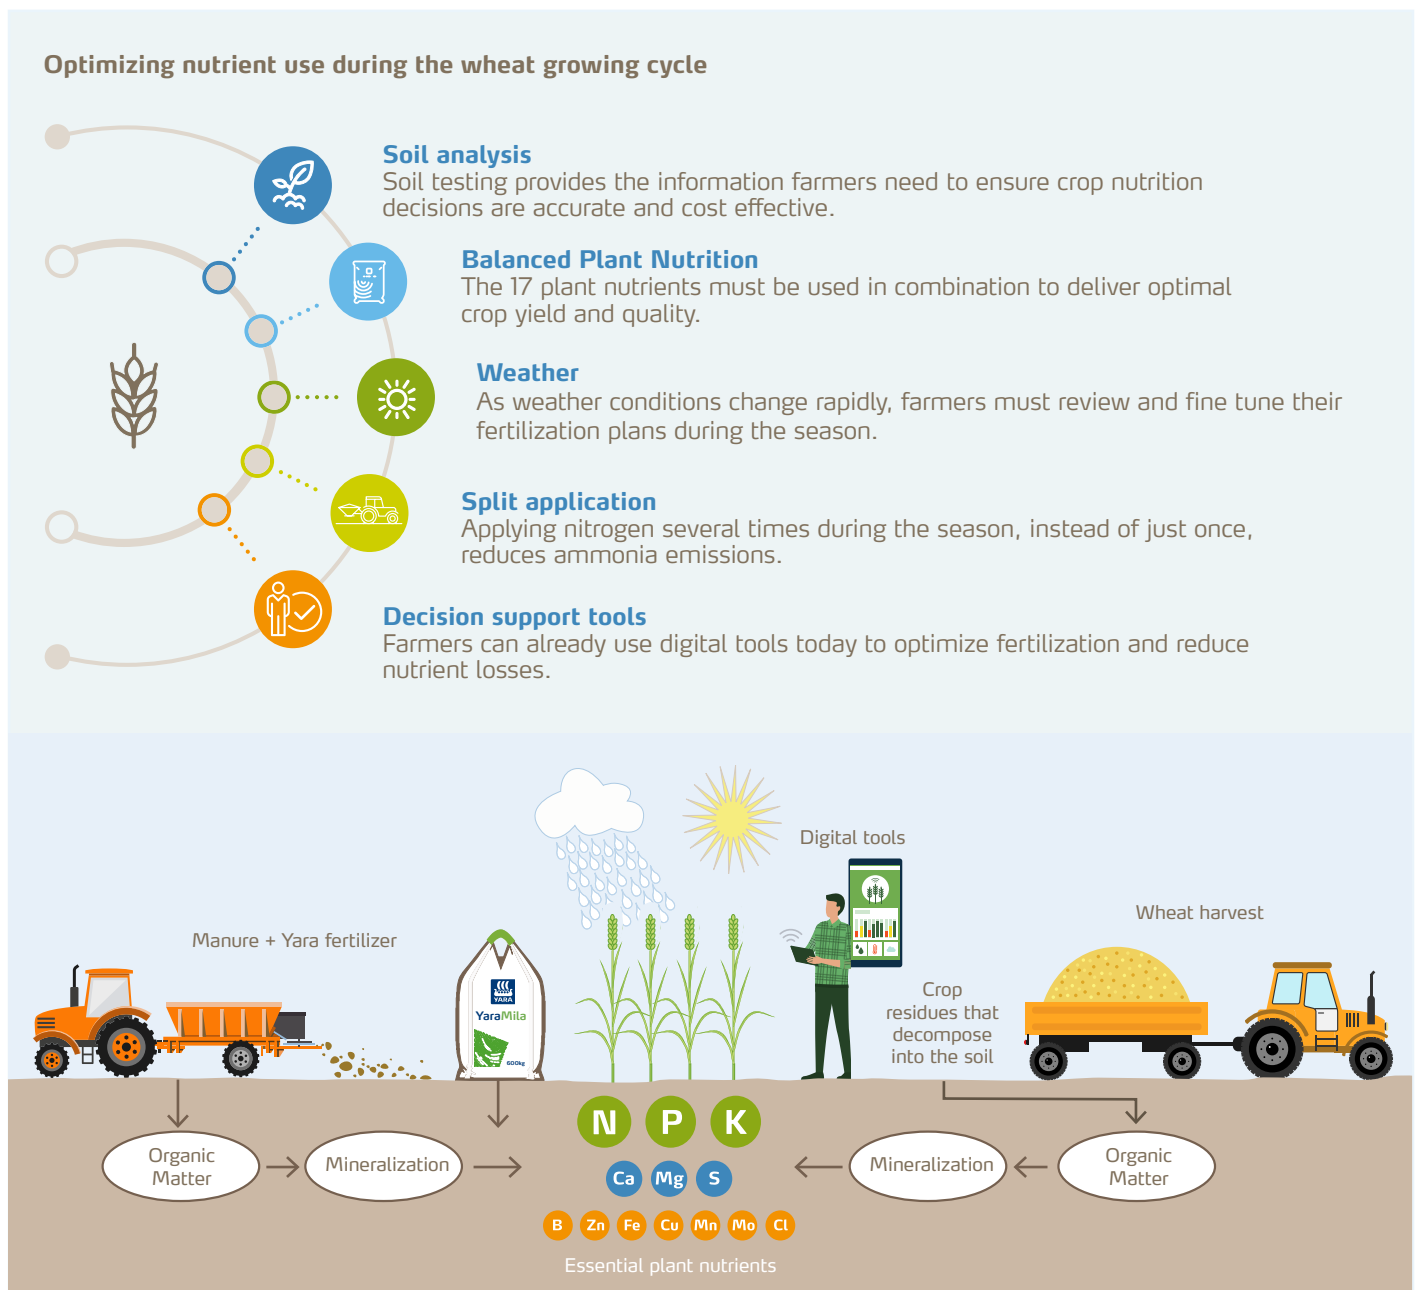 Optimizing nutrient use during the wheat growing cycle
Soil analysis
Soil testing provides the information farmers need to ensure crop nutrition
decisions are accurate and cost effective.
Balanced Plant Nutrition
The 17 plant nutrients must be used in combination to deliver optimal
crop yield and quality.
Weather
As weather conditions change rapidly, farmers must review and fine tune their
fertilization plans during the season.
Split application
Applying nitrogen several times during the season, instead of just once,
reduces ammonia emissions.
Decision support tools
Farmers can already use digital tools today to optimize fertilization and reduce
nutrient losses.
Digital tools
Wheat harvest
Manure + Yara fertilizer
YARA
YaraMila
600kg
Crop
residues that
decompose
into the soil
N P K
Organic
Matter
Mineralization
Mineralization
Organic
Matter
Ca Mg S
B Zn Fe Cu Mn Mo Cl
Essential plant nutrients